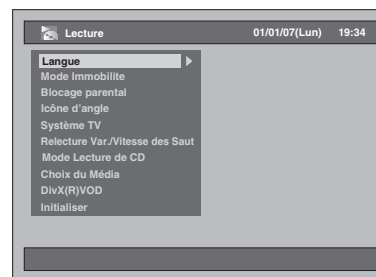 Lecture 01/01/07(Lun) 19:34
Langue
Mode Immobilite
Blocage parental
Icône d'angle
Système TV
Relecture Var./Vitesse des Saut
Mode Lecture de CD
Choix du Média
DivX(R)VOD
Initialiser